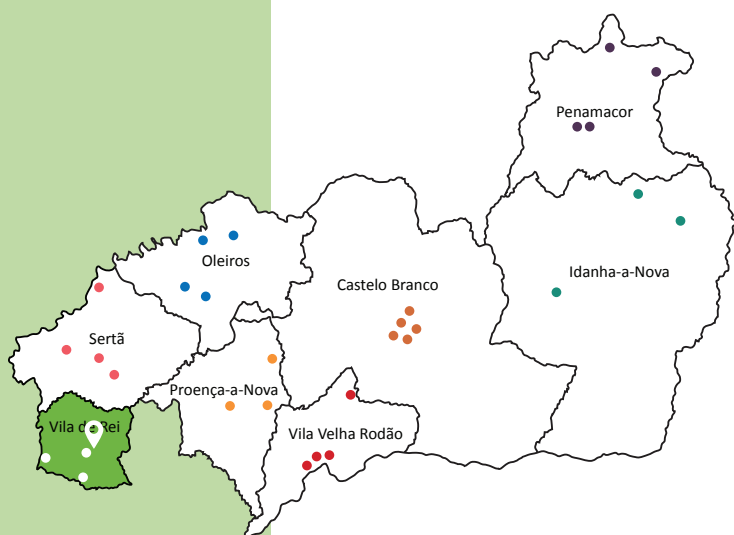 Penamacor
Oleiros
Idanha-a-Nova
Castelo Branco
Sertã
Proença-a-Nova
Vila de Rei
Vila Velha Rodão